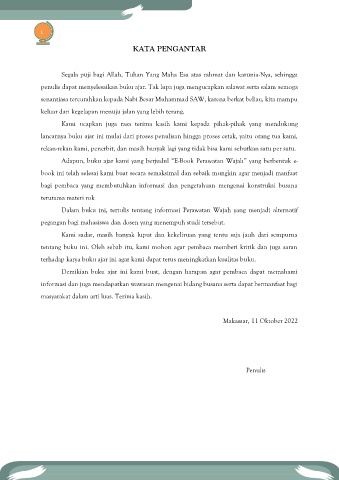 KATA PENGANTAR
Segala puji bagi Allah, Tuhan Yang Maha Esa atas rahmat dan karunia-Nya, sehingga
penulis dapat menyelesaikan buku ajar. Tak lupa juga mengucapkan salawat serta salam semoga
senantiasa tercurahkan kepada Nabi Besar Muhammad SAW, karena berkat beliau, kita mampu
keluar dari kegelapan menuju jalan yang lebih terang.
Kami ucapkan juga rasa terima kasih kami kepada pihak-pihak yang mendukung
lancarnya buku ajar ini mulai dari proses penulisan hingga proses cetak, yaitu orang tua kami,
rekan-rekan kami, penerbit, dan masih banyak lagi yang tidak bisa kami sebutkan satu per satu.
Adapun, buku ajar kami yang berjudul “E-Book Perawatan Wajah” yang berbentuk e-
book ini telah selesai kami buat secara semaksimal dan sebaik mungkin agar menjadi manfaat
bagi pembaca yang membutuhkan informasi dan pengetahuan mengenai konstruksi busana
terutama materi rok
Dalam buku ini, tertulis tentang informasi Perawatan Wajah yang menjadi alternatif
pegangan bagi mahasiswa dan dosen yang menempuh studi tersebut.
Kami sadar, masih banyak luput dan kekeliruan yang tentu saja jauh dari sempurna
tentang buku ini. Oleh sebab itu, kami mohon agar pembaca memberi kritik dan juga saran
terhadap karya buku ajar ini agar kami dapat terus meningkatkan kualitas buku.
Demikian buku ajar ini kami buat, dengan harapan agar pembaca dapat memahami
informasi dan juga mendapatkan wawasan mengenai bidang busana serta dapat bermanfaat bagi
masyarakat dalam arti luas. Terima kasih.
Makassar, 11 Oktober 2022
Penulis